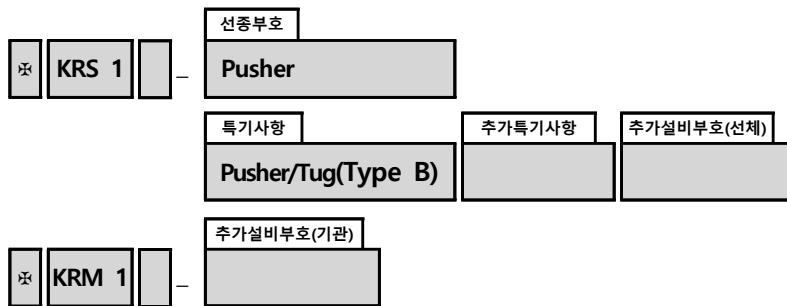 선종부호
✠ KRS 1 _ Pusher
특기사항 추가특기사항 추가설비부호(선체)
Pusher/Tug(Type B)
추가설비부호(기관)
✠ KRM 1 _